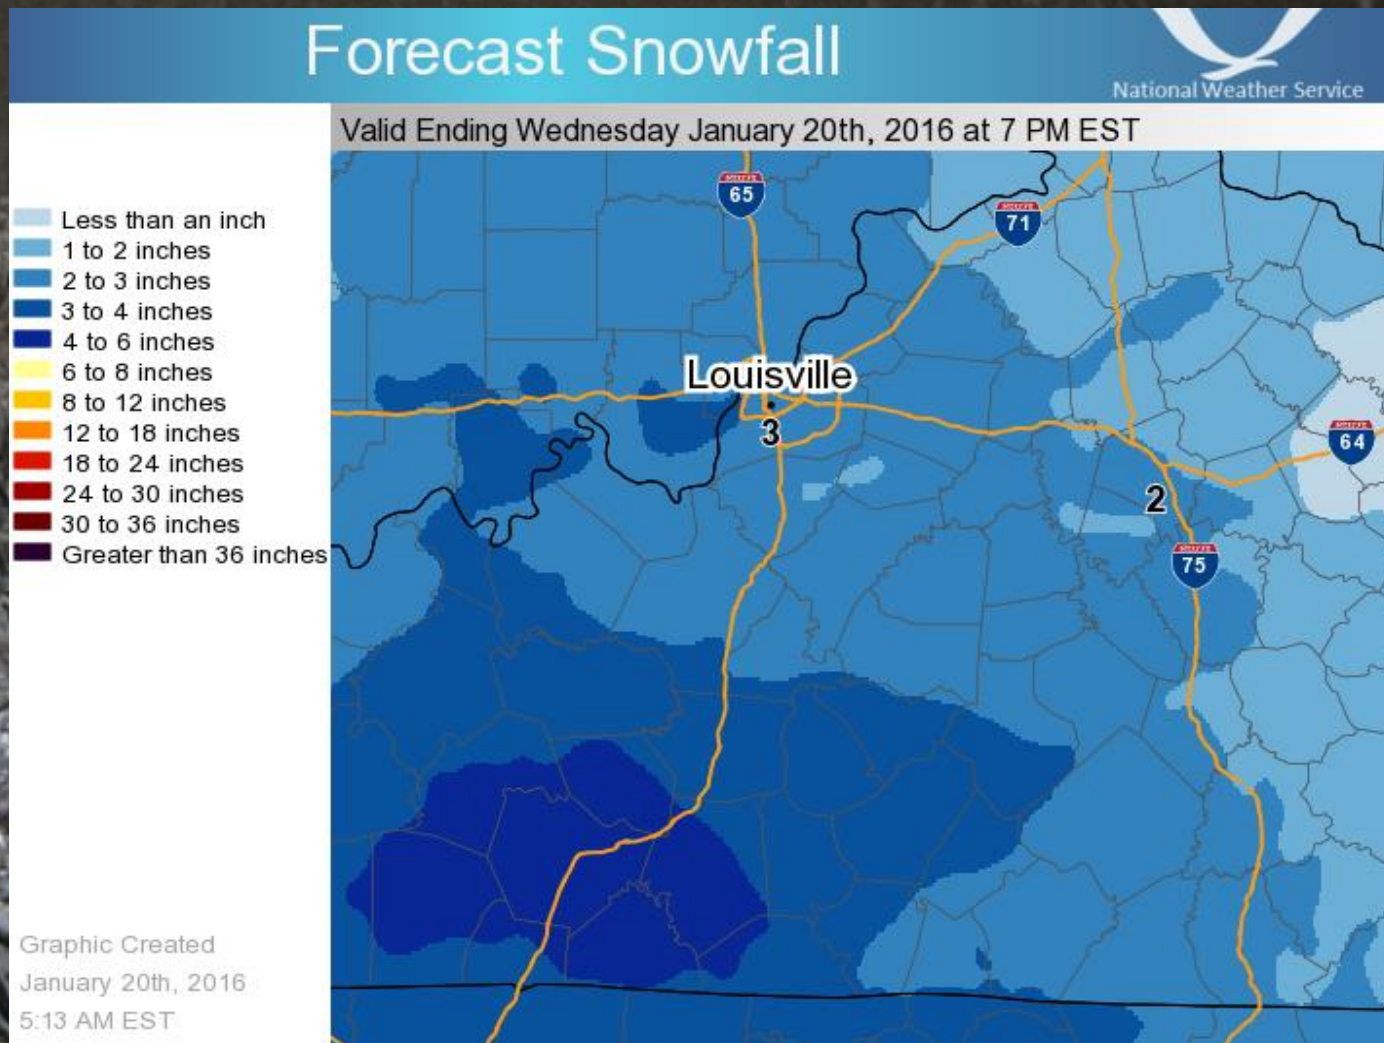 Forecast Snowfall
National Weather Service
Valid Ending Wednesday January 20th, 2016 at 7 PM EST
Less than an inch
1 to 2 inches
2 to 3 inches
3 to 4 inches
4 to 6 inches
6 to 8 inches
8 to 12 inches
12 to 18 inches
18 to 24 inches
24 to 30 inches
30 to 36 inches
Greater than 36 inches
65
71
Louisville
3
64
2
75
Graphic Created
January 20th, 2016
5:13 AM EST